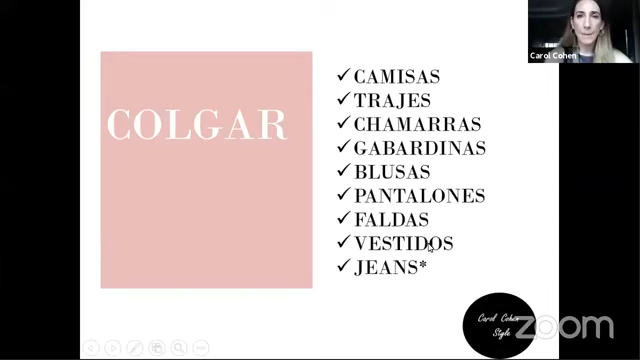 Carol Cohen
COLGAR
✓ CAMISAS
✓ TRAJES
✓ CHAMARRAS
✓ GABARDINAS
✓ BLUSAS
✓ PANTALONES
✓ FALDAS
✓ VESTIDOS
✓ JEANS*
Carol Cohen
Style
zoom